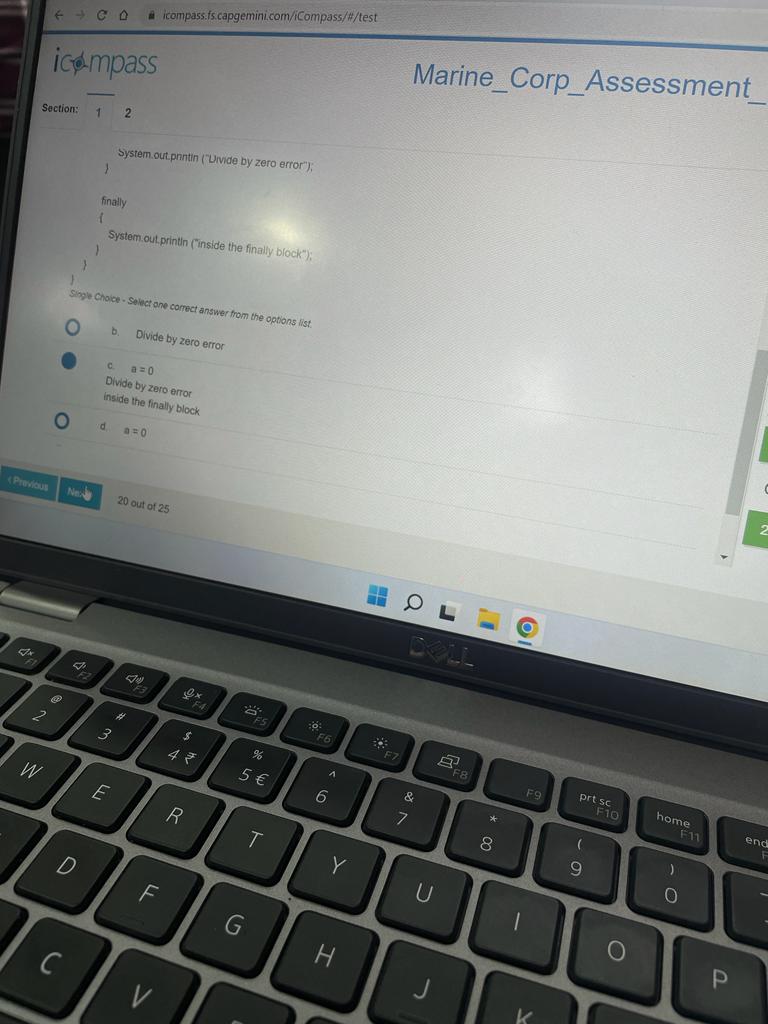 icompass.fs.capgemini.com/iCompass/#/test
icompass
Marine_Corp_Assessment_
Section: 1 2
System.out.println ("Divide by zero error");
}
finally
{
System.out.println ("inside the finally block");
}
}
}
Single Choice - Select one correct answer from the options list.
b. Divide by zero error
c. a = 0
Divide by zero error
inside the finally block
d. a = 0
< Previous
20 out of 25
2
DELL
F1 F2 F3 F4 F5 F6 F7 F8 F9 prt sc F10 home F11 end
@ 2 # 3 $ 4 ₹ % 5 € ^ 6 & 7 * 8 ( 9 ) 0
W E R T Y U I O P
D F G H J K
C V